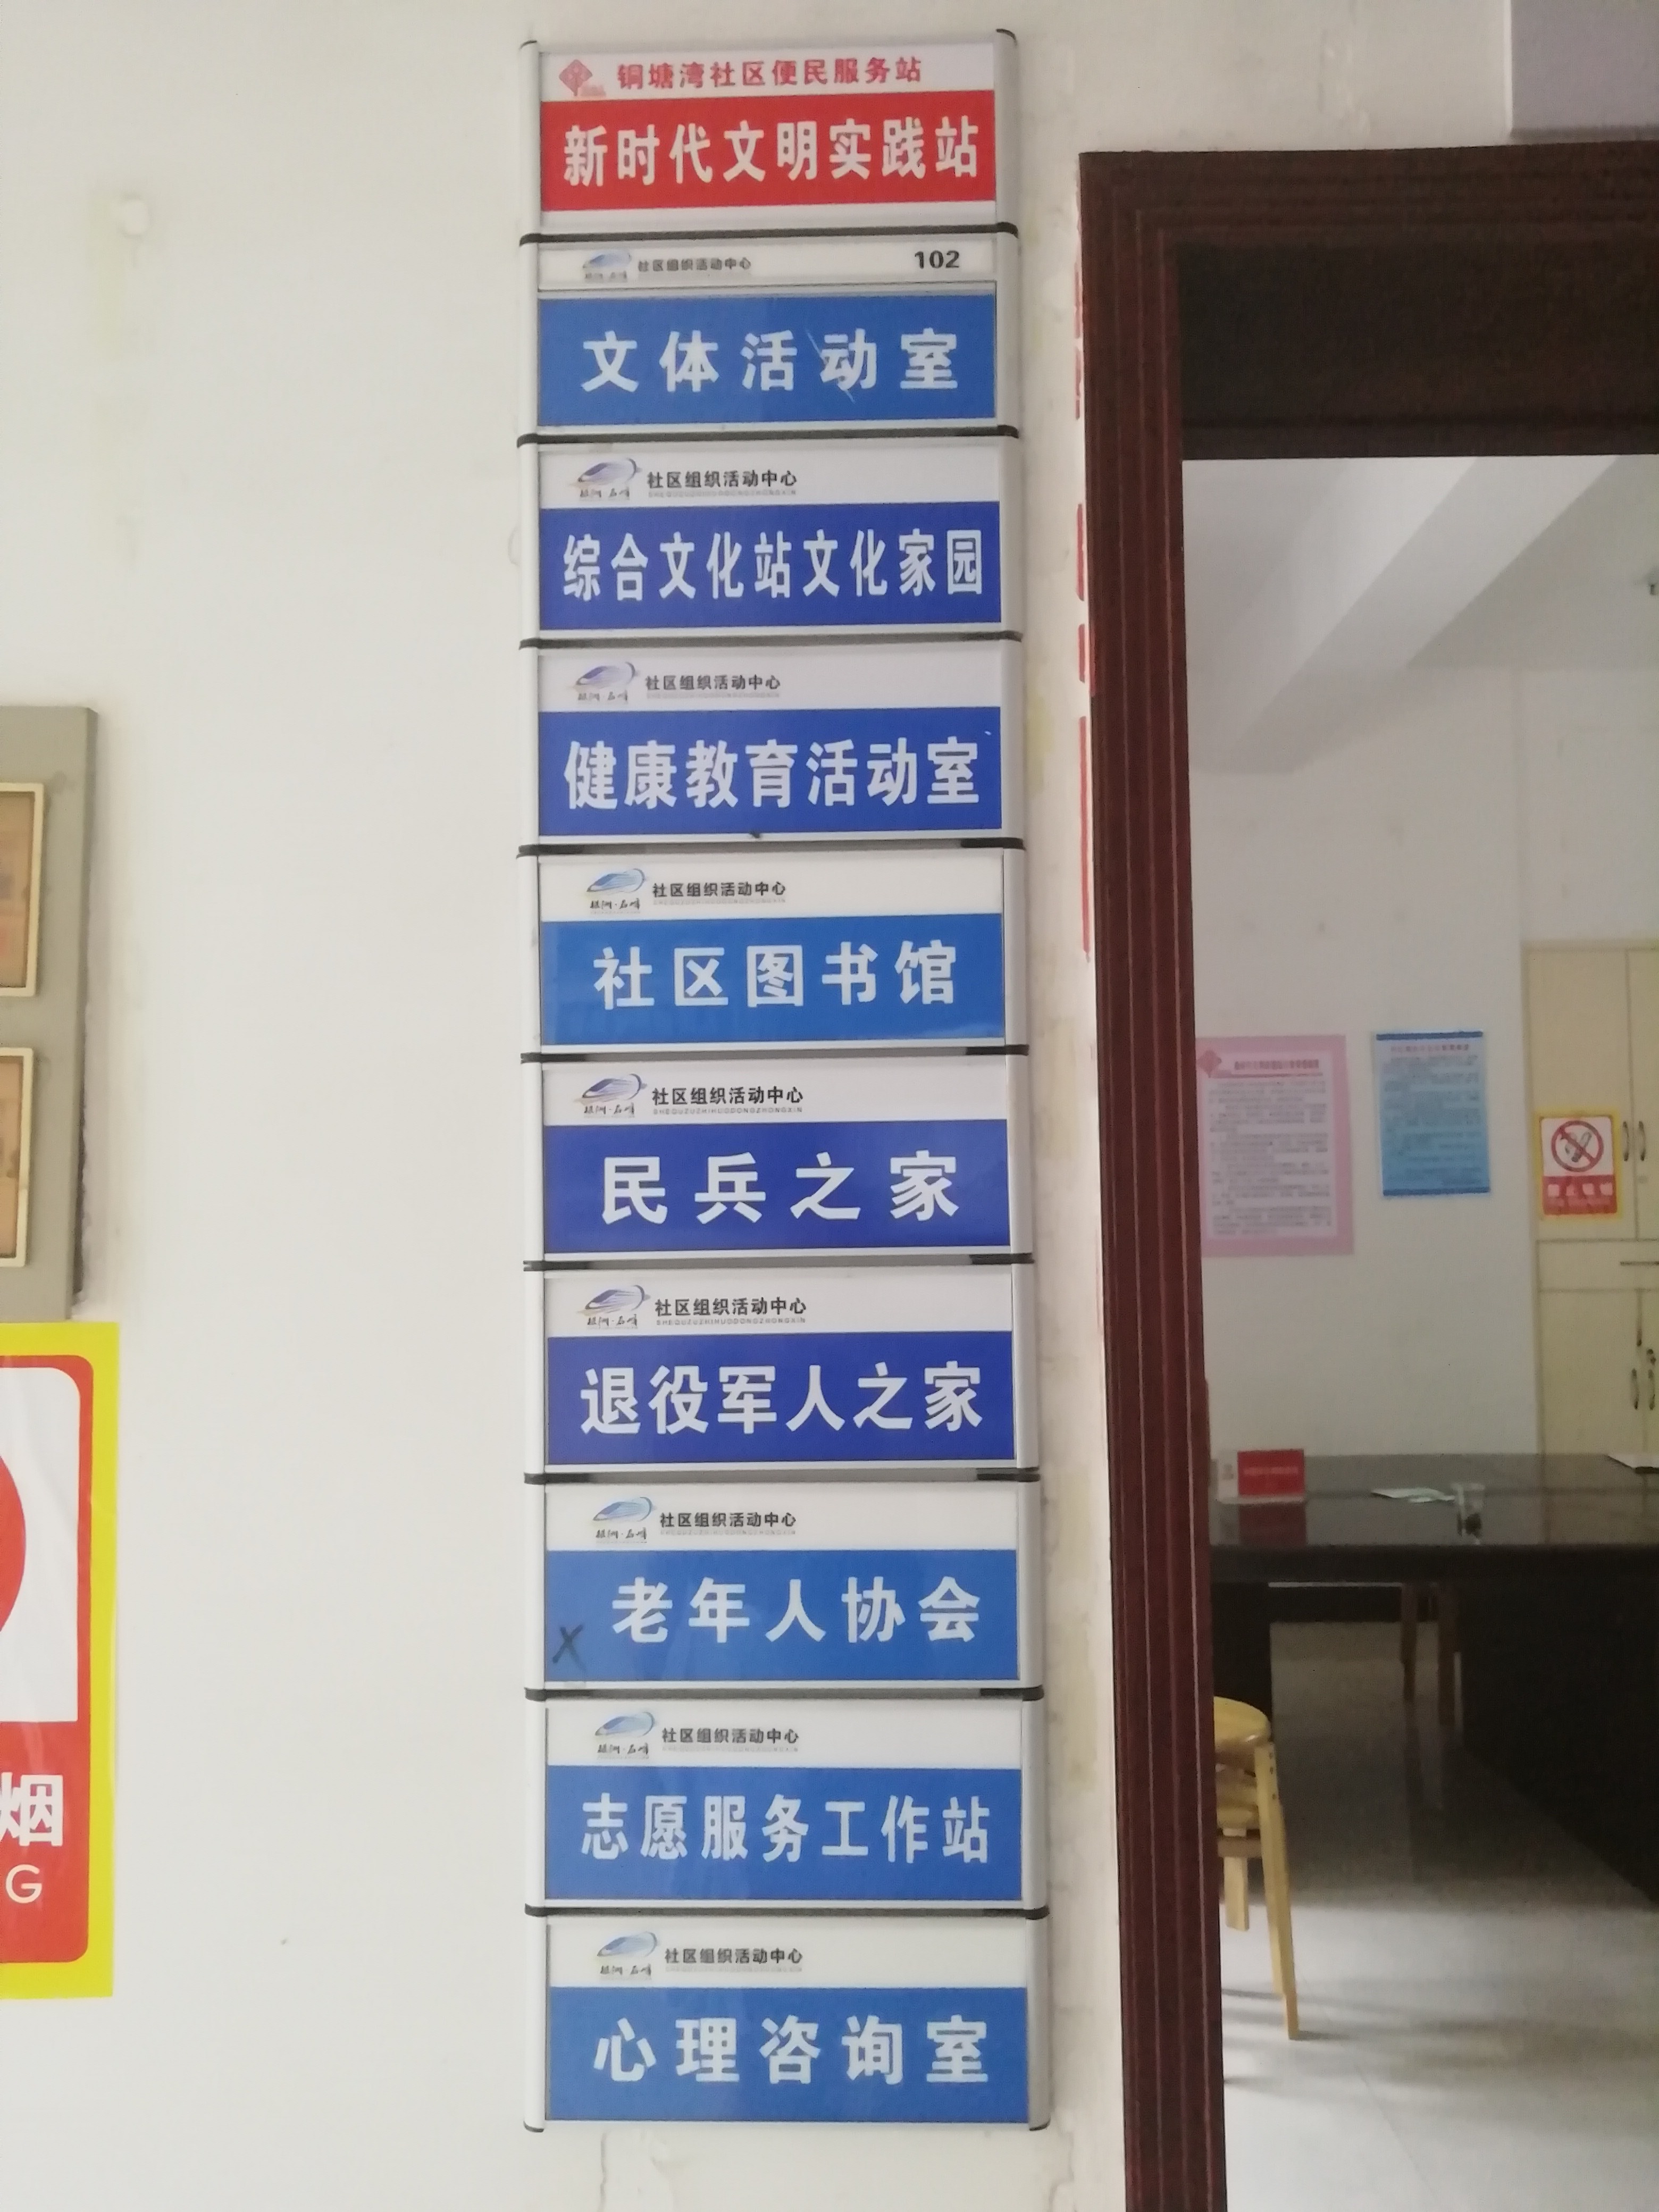 铜塘湾社区便民服务站
新时代文明实践站
社区组织活动中心
102
文体活动室
社区组织活动中心
综合文化站文化家园
社区组织活动中心
健康教育活动室
社区组织活动中心
社区图书馆
社区组织活动中心
SHEQUZUZHIHUODONGZHONGXIN
民兵之家
社区组织活动中心
SHEQUZUZHIHUODONGZHONGXIN
退役军人之家
社区组织活动中心
老年人协会
X
社区组织活动中心
志愿服务工作站
社区组织活动中心
心理咨询室
烟
G
禁止吸烟